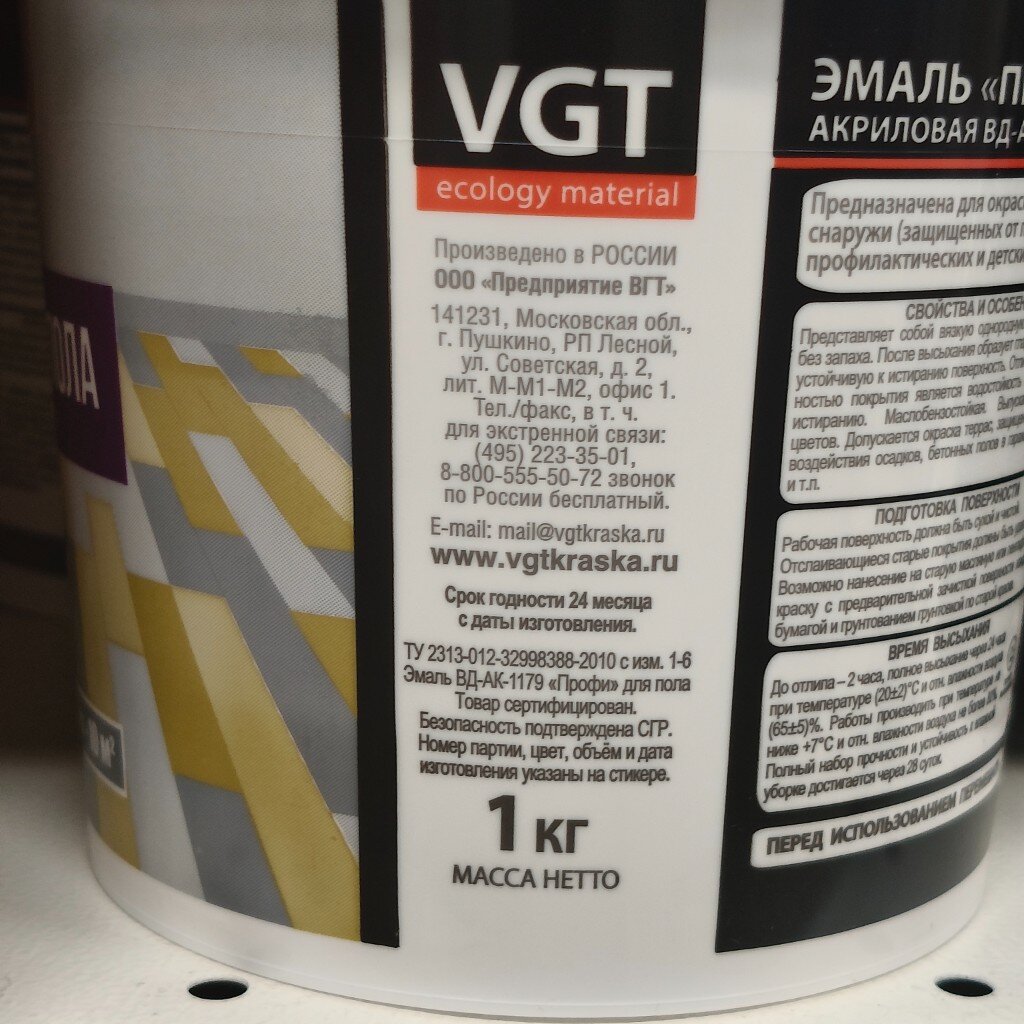 ПОЛА
м²
VGT
ecology material
Произведено в РОССИИ
ООО «Предприятие ВГТ»
141231, Московская обл.,
г. Пушкино, РП Лесной,
ул. Советская, д. 2,
лит. М-М1-М2, офис 1.
Тел./факс, в т. ч.
для экстренной связи:
(495) 223-35-01,
8-800-555-50-72 звонок
по России бесплатный.
E-mail: mail@vgtkraska.ru
www.vgtkraska.ru
Срок годности 24 месяца
с даты изготовления.
ТУ 2313-012-32998388-2010 с изм. 1-6
Эмаль ВД-АК-1179 «Профи» для пола
Товар сертифицирован.
Безопасность подтверждена СГР.
Номер партии, цвет, объём и дата
изготовления указаны на стикере.
1 кг
МАССА НЕТТО
ЭМАЛЬ «П
АКРИЛОВАЯ ВД-А
Предназначена для окрас
снаружи (защищенных от п
профилактических и детски
СВОЙСТВА И ОСОБЕН
Представляет собой вязкую однородну
без запаха. После высыхания образует гла
устойчивую к истиранию поверхность. Отл
ностью покрытия является водостойкость
истиранию. Маслобензостойкая. Выпуска
цветов. Допускается окраска террас, защище
воздействия осадков, бетонных полов в гараж
и т.п.
ПОДГОТОВКА ПОВЕРХНОСТИ
Рабочая поверхность должна быть сухой и чистой.
Отслаивающиеся старые покрытия должны быть удале
Возможно нанесение на старую масляную или
краску с предварительной зачисткой поверхности
бумагой и грунтованием грунтовкой по старой краске.
ВРЕМЯ ВЫСЫХАНИЯ
До отлипа – 2 часа, полное высыхание через 24 часа
при температуре (20±2)°С и отн. влажности воздуха
(65±5)%. Работы производить при температуре не
ниже +7°С и отн. влажности воздуха не более 80%.
Полный набор прочности и устойчивость к влажной
уборке достигается через 28 суток.
ПЕРЕД ИСПОЛЬЗОВАНИЕМ ПЕРЕМЕШ